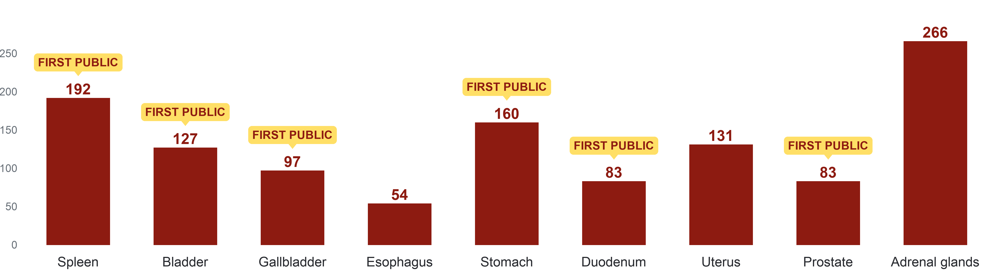 266
250
FIRST PUBLIC
192
200
FIRST PUBLIC
160
FIRST PUBLIC
127
150
FIRST PUBLIC
97
131
FIRST PUBLIC
83
FIRST PUBLIC
83
100
54
50
0
Spleen
Bladder
Gallbladder
Esophagus
Stomach
Duodenum
Uterus
Prostate
Adrenal glands